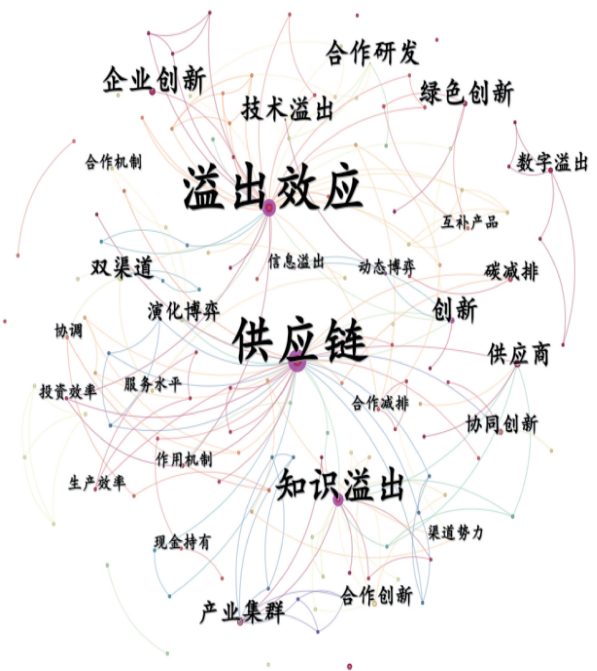 合作研发
企业创新
绿色创新
技术溢出
合作机制
数字溢出
溢出效应
互补产品
双渠道
信息溢出
动态博弈
碳减排
演化博弈
创新
协调
供应链
供应商
投资效率
服务水平
合作减排
协同创新
作用机制
生产效率
知识溢出
现金持有
渠道势力
产业集群
合作创新